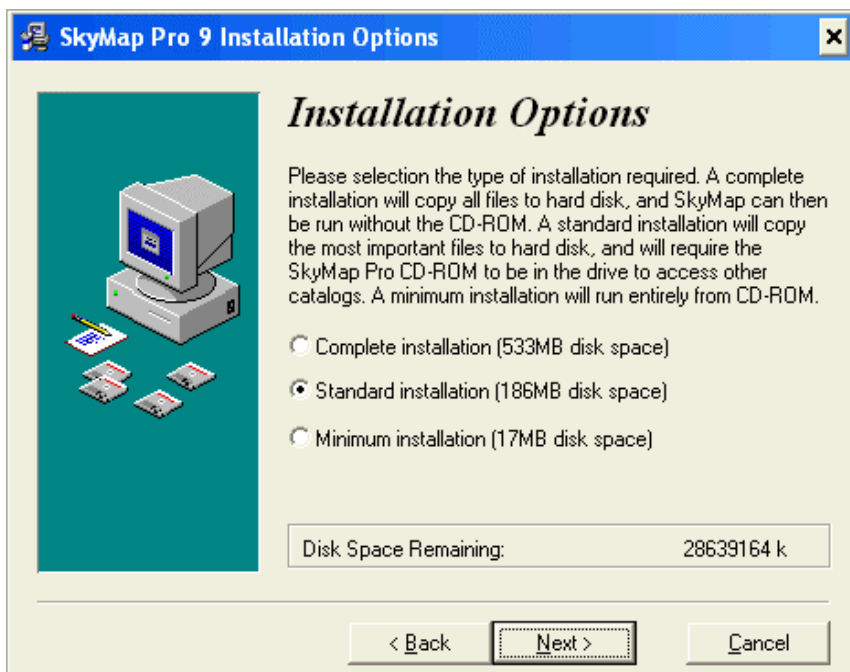 SkyMap Pro 9 Installation Options
Installation Options
Please selection the type of installation required. A complete
installation will copy all files to hard disk, and SkyMap can then
be run without the CD-ROM. A standard installation will copy
the most important files to hard disk, and will require the
SkyMap Pro CD-ROM to be in the drive to access other
catalogs. A minimum installation will run entirely from CD-ROM.
Complete installation (533MB disk space)
Standard installation (186MB disk space)
Minimum installation (17MB disk space)
Disk Space Remaining: 28639164 k
< Back Next > Cancel